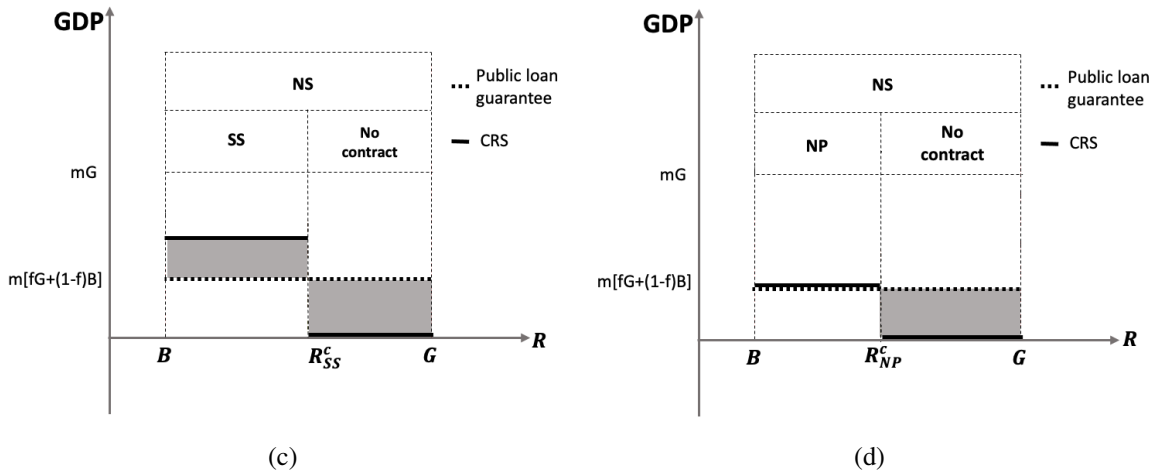 GDP
NS
SS
No
contract
mG
m[fG+(1-f)B]
B
R^c_SS
G
R
Public loan
guarantee
CRS
(c)
GDP
NS
NP
No
contract
mG
m[fG+(1-f)B]
B
R^c_NP
G
R
Public loan
guarantee
CRS
(d)